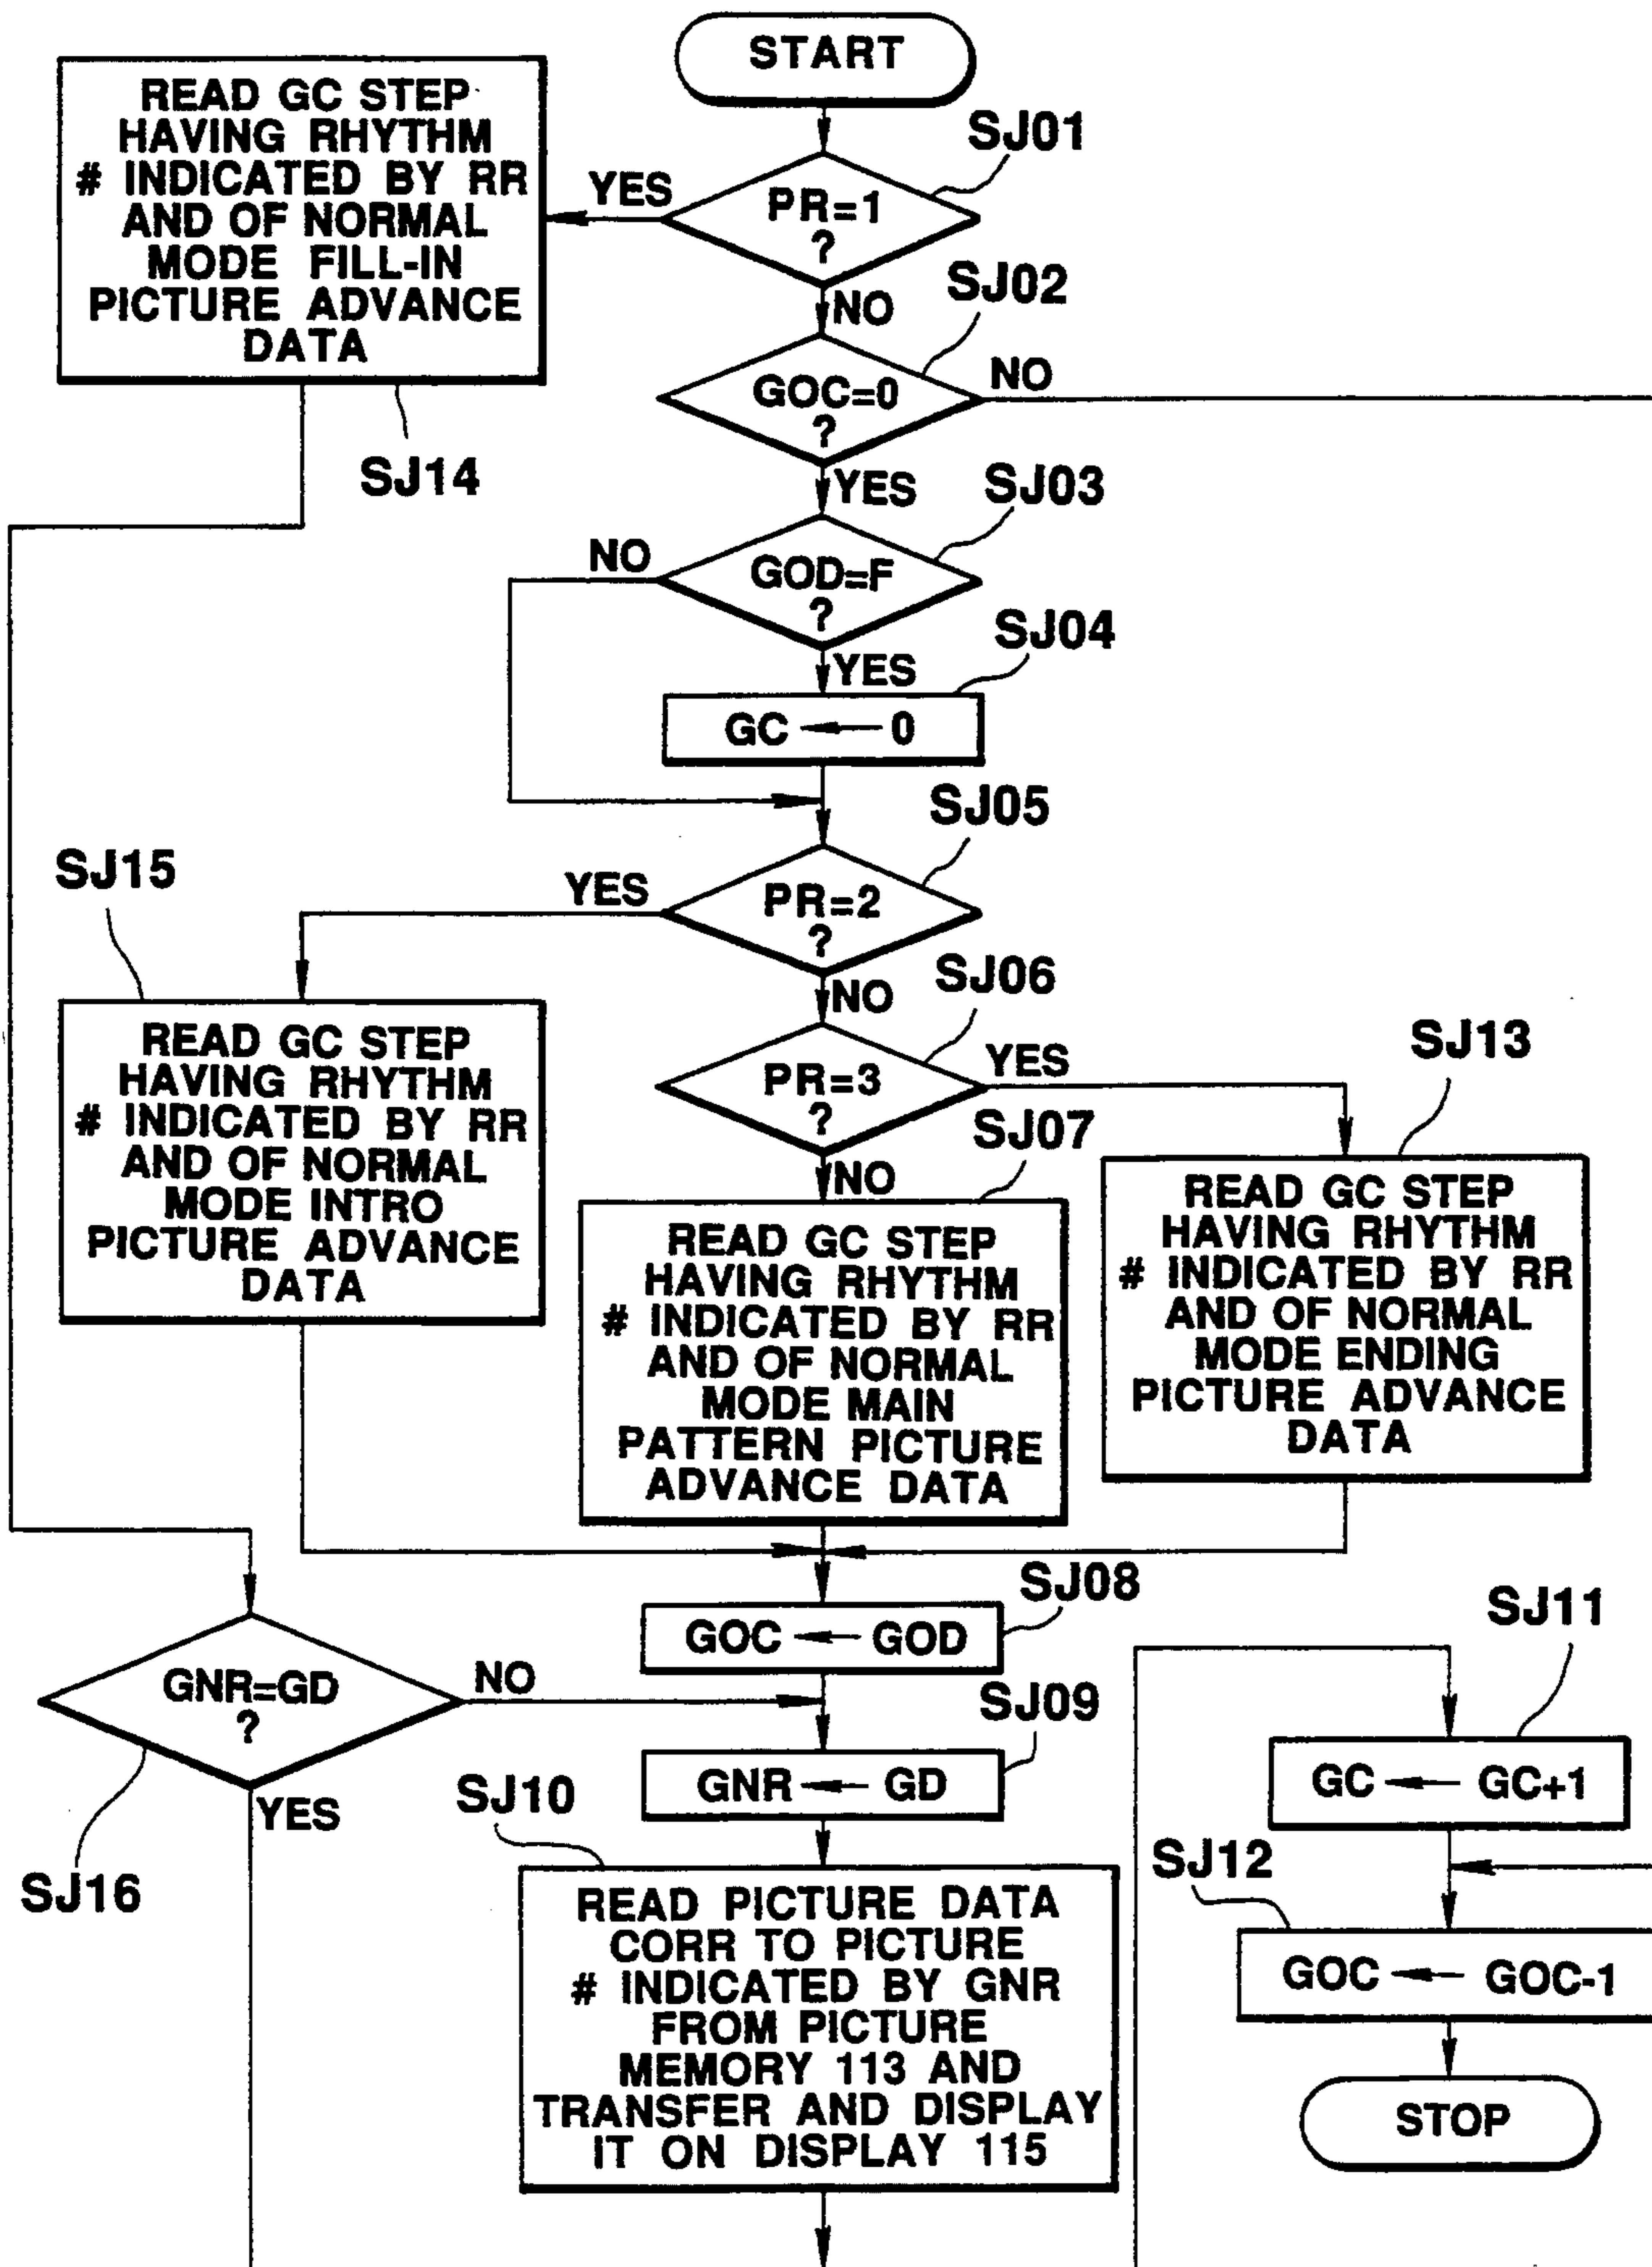 START
SJ01
PR=1
?
YES
NO
READ GC STEP
HAVING RHYTHM
# INDICATED BY RR
AND OF NORMAL
MODE FILL-IN
PICTURE ADVANCE
DATA
SJ14
SJ02
GOC=0
?
NO
YES
SJ03
GOD=F
?
NO
YES
SJ04
GC ← 0
SJ05
PR=2
?
YES
NO
SJ15
READ GC STEP
HAVING RHYTHM
# INDICATED BY RR
AND OF NORMAL
MODE INTRO
PICTURE ADVANCE
DATA
SJ06
PR=3
?
YES
NO
SJ07
READ GC STEP
HAVING RHYTHM
# INDICATED BY RR
AND OF NORMAL
MODE MAIN
PATTERN PICTURE
ADVANCE DATA
SJ13
READ GC STEP
HAVING RHYTHM
# INDICATED BY RR
AND OF NORMAL
MODE ENDING
PICTURE ADVANCE
DATA
SJ08
GOC ← GOD
GNR=GD
?
NO
YES
SJ16
SJ09
GNR ← GD
SJ10
READ PICTURE DATA
CORR TO PICTURE
# INDICATED BY GNR
FROM PICTURE
MEMORY 113 AND
TRANSFER AND DISPLAY
IT ON DISPLAY 115
SJ11
GC ← GC+1
SJ12
GOC ← GOC-1
STOP